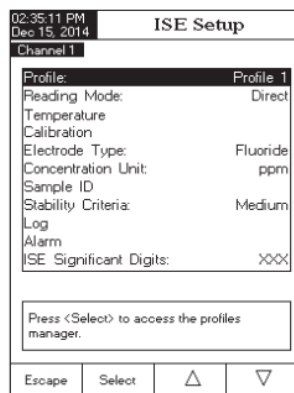 02:35:11 PM
Dec 15, 2014
ISE Setup
Channel 1
Profile: Profile 1
Reading Mode: Direct
Temperature
Calibration
Electrode Type: Fluoride
Concentration Unit: ppm
Sample ID
Stability Criteria: Medium
Log
Alarm
ISE Significant Digits: XXX
Press <Select> to access the profiles
manager.
Escape Select △ ▽